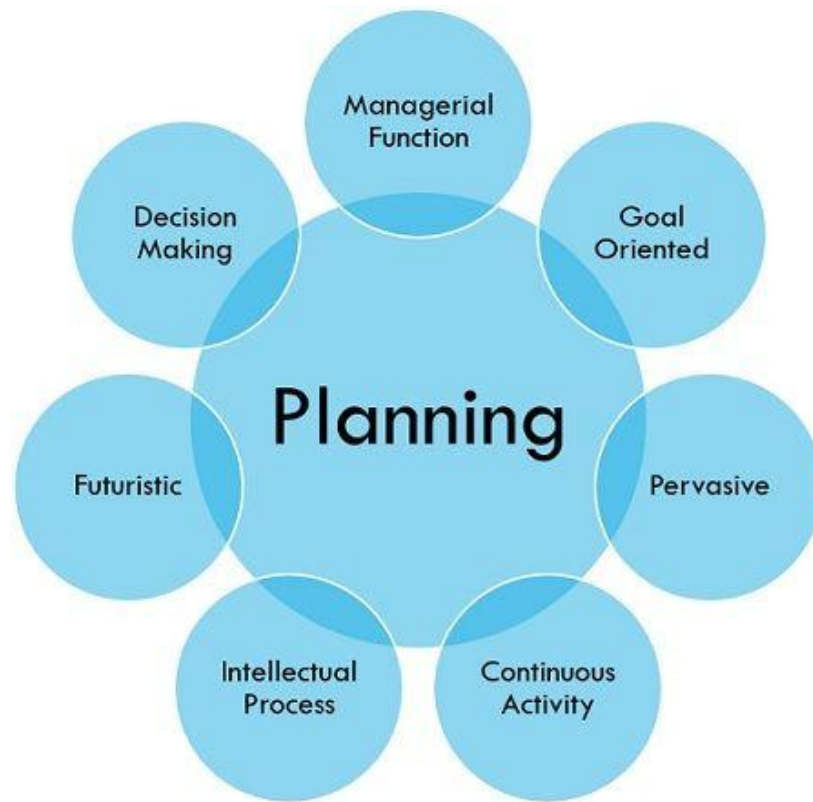 Managerial
Function
Goal
Oriented
Pervasive
Continuous
Activity
Intellectual
Process
Futuristic
Decision
Making
Planning